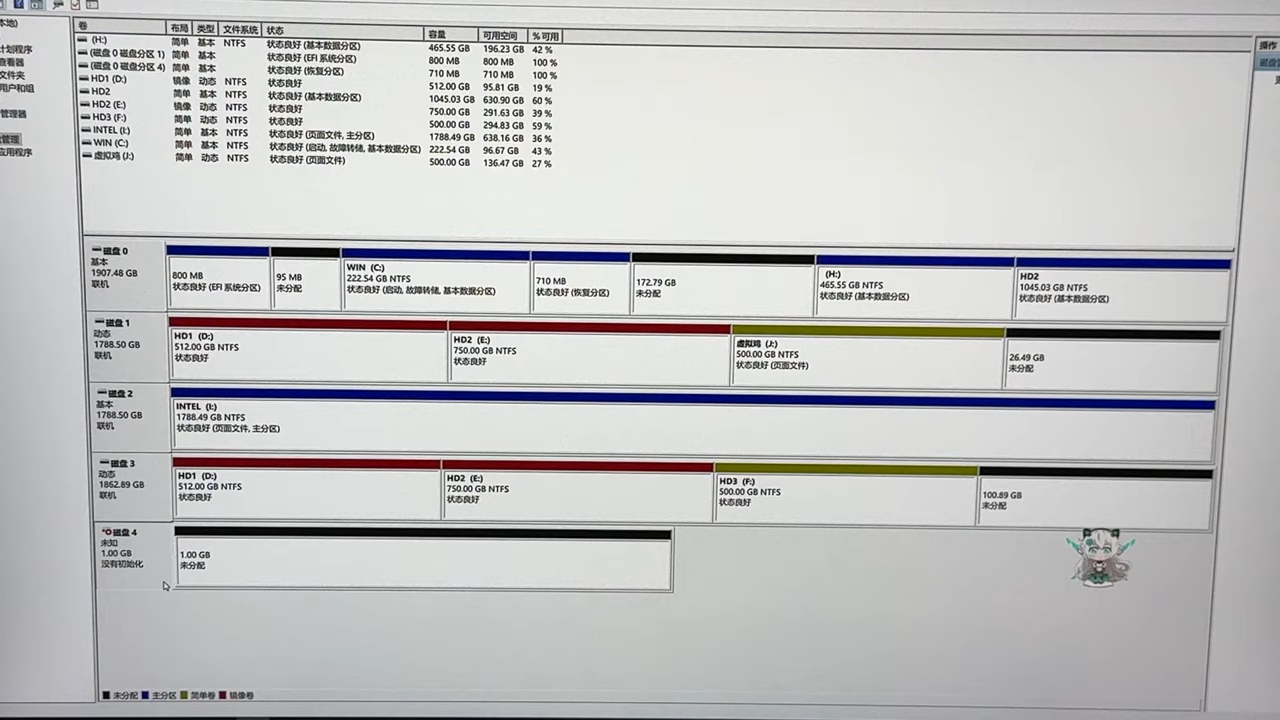 本地)
计划程序
查看器
文件夹
用户和组
管理器
管理
应用程序
卷 布局 类型 文件系统 状态 容量 可用空间 % 可用
(H:) 简单 基本 NTFS 状态良好 (基本数据分区) 465.55 GB 196.23 GB 42 %
(磁盘 0 磁盘分区 1) 简单 基本 状态良好 (EFI 系统分区) 800 MB 800 MB 100 %
(磁盘 0 磁盘分区 4) 简单 基本 状态良好 (恢复分区) 710 MB 710 MB 100 %
HD1 (D:) 镜像 动态 NTFS 状态良好 512.00 GB 95.81 GB 19 %
HD2 简单 基本 NTFS 状态良好 (基本数据分区) 1045.03 GB 630.90 GB 60 %
HD2 (E:) 镜像 动态 NTFS 状态良好 750.00 GB 291.63 GB 39 %
HD3 (F:) 简单 动态 NTFS 状态良好 500.00 GB 294.83 GB 59 %
INTEL (I:) 简单 基本 NTFS 状态良好 (页面文件, 主分区) 1788.49 GB 638.16 GB 36 %
WIN (C:) 简单 基本 NTFS 状态良好 (启动, 故障转储, 基本数据分区) 222.54 GB 96.67 GB 43 %
虚拟鸡 (J:) 简单 动态 NTFS 状态良好 (页面文件) 500.00 GB 136.47 GB 27 %
操作
磁盘管
磁盘 0
基本
1907.48 GB
联机
800 MB
状态良好 (EFI 系统分区)
95 MB
未分配
WIN (C:)
222.54 GB NTFS
状态良好 (启动, 故障转储, 基本数据分区)
710 MB
状态良好 (恢复分区)
172.79 GB
未分配
(H:)
465.55 GB NTFS
状态良好 (基本数据分区)
HD2
1045.03 GB NTFS
状态良好 (基本数据分区)
磁盘 1
动态
1788.50 GB
联机
HD1 (D:)
512.00 GB NTFS
状态良好
HD2 (E:)
750.00 GB NTFS
状态良好
虚拟鸡 (J:)
500.00 GB NTFS
状态良好 (页面文件)
26.49 GB
未分配
磁盘 2
基本
1788.50 GB
联机
INTEL (I:)
1788.49 GB NTFS
状态良好 (页面文件, 主分区)
磁盘 3
动态
1862.89 GB
联机
HD1 (D:)
512.00 GB NTFS
状态良好
HD2 (E:)
750.00 GB NTFS
状态良好
HD3 (F:)
500.00 GB NTFS
状态良好
100.89 GB
未分配
磁盘 4
未知
1.00 GB
没有初始化
1.00 GB
未分配
未分配 主分区 简单卷 镜像卷